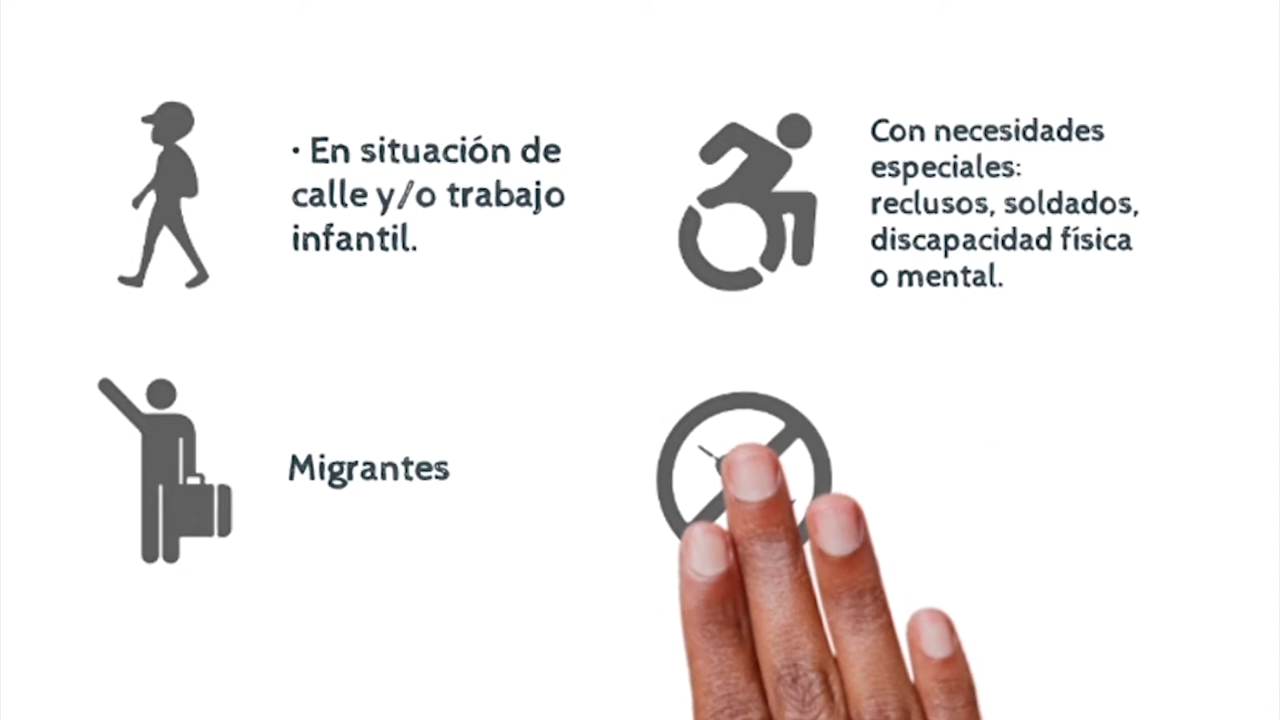 • En situación de
calle y/o trabajo
infantil.
Con necesidades
especiales:
reclusos, soldados,
discapacidad física
o mental.
Migrantes